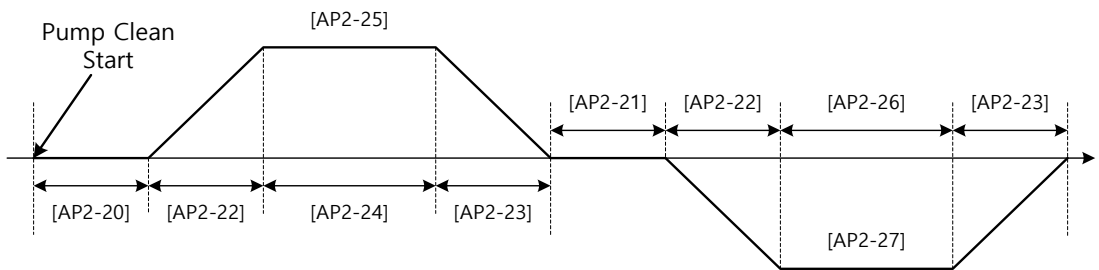 Pump Clean
Start
[AP2-25]
[AP2-21]
[AP2-22]
[AP2-26]
[AP2-23]
[AP2-20]
[AP2-22]
[AP2-24]
[AP2-23]
[AP2-27]